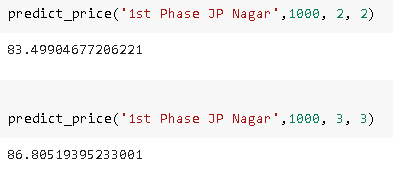 predict_price('1st Phase JP Nagar',1000, 2, 2)
83.49904677206221
predict_price('1st Phase JP Nagar',1000, 3, 3)
86.80519395233001